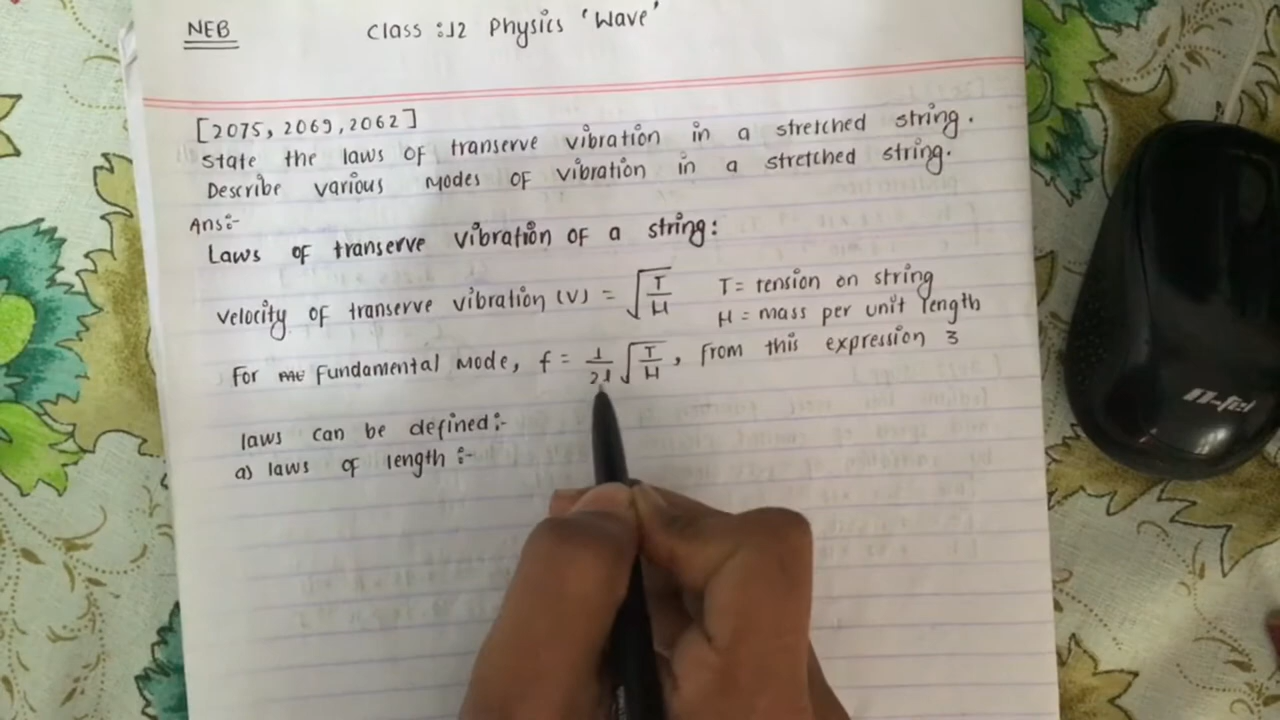 NEB
Class :12 Physics 'Wave'
[2075, 2069, 2062]
State the laws of transerve vibration in a stretched string.
Describe various modes of vibration in a stretched string.
Ans:-
Laws of transerve vibration of a string:
velocity of transerve vibration (v) = √(T/μ) T = tension on string
μ = mass per unit length
For Fundamental mode, f = 1/2l √(T/μ), from this expression 3
laws can be defined:-
a) laws of length :-